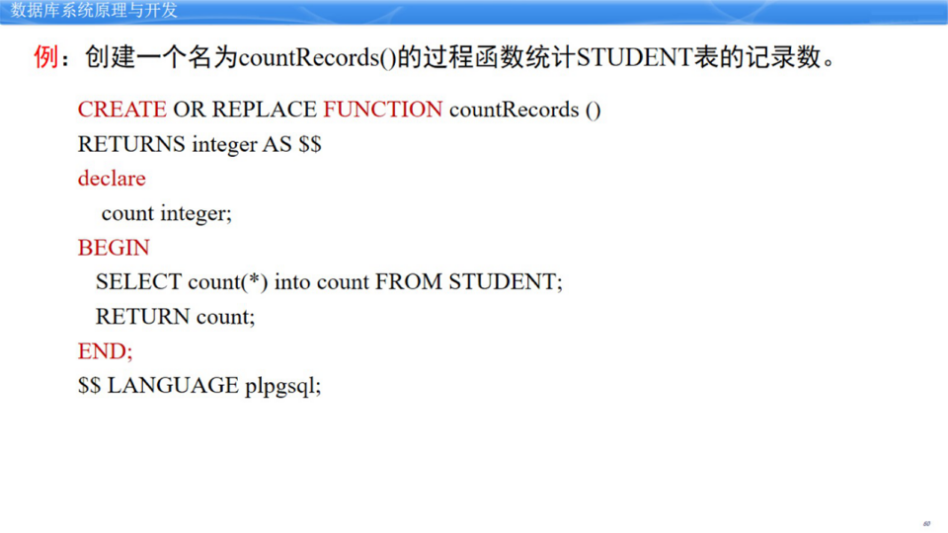 数据库系统原理与开发
例：创建一个名为countRecords()的过程函数统计STUDENT表的记录数。
CREATE OR REPLACE FUNCTION countRecords ()
RETURNS integer AS $$
declare
count integer;
BEGIN
SELECT count(*) into count FROM STUDENT;
RETURN count;
END;
$$ LANGUAGE plpgsql;